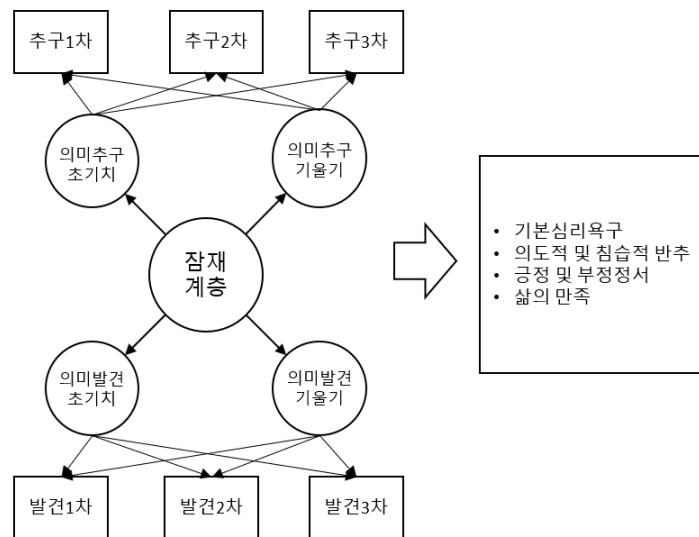 추구1차
추구2차
추구3차
의미추구
초기치
의미추구
기울기
잠재
계층
• 기본심리욕구
• 의도적 및 침습적 반추
• 긍정 및 부정정서
• 삶의 만족
의미발견
초기치
의미발견
기울기
발견1차
발견2차
발견3차